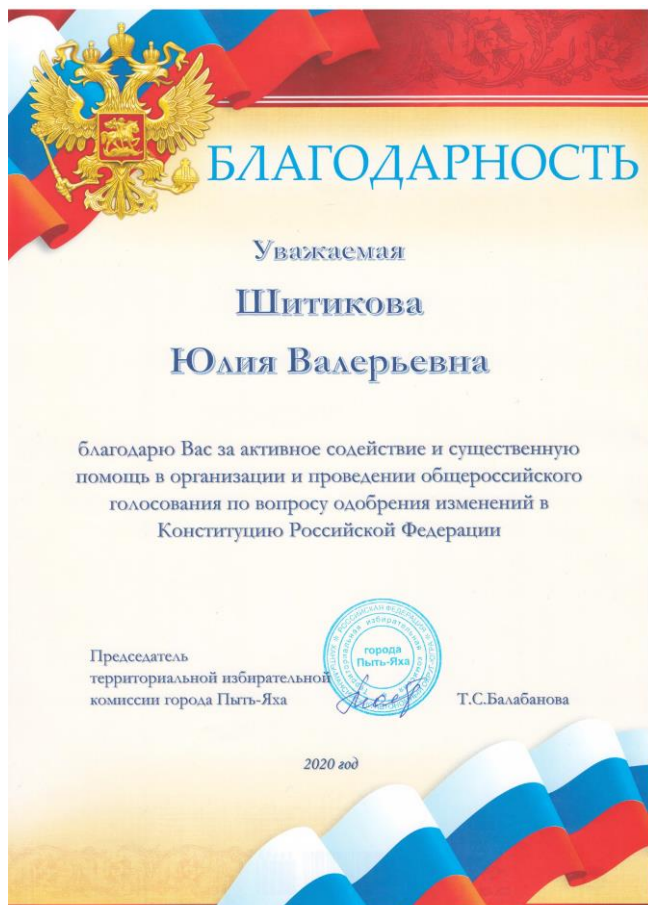 БЛАГОДАРНОСТЬ
Уважаемая
Шитикова
Юлия Валерьевна
благодарю Вас за активное содействие и существенную
помощь в организации и проведении общероссийского
голосования по вопросу одобрения изменений в
Конституцию Российской Федерации
Председатель
территориальной избирательной
комиссии города Пыть-Яха
города
Пыть-Яха
Т.С.Балабанова
2020 год